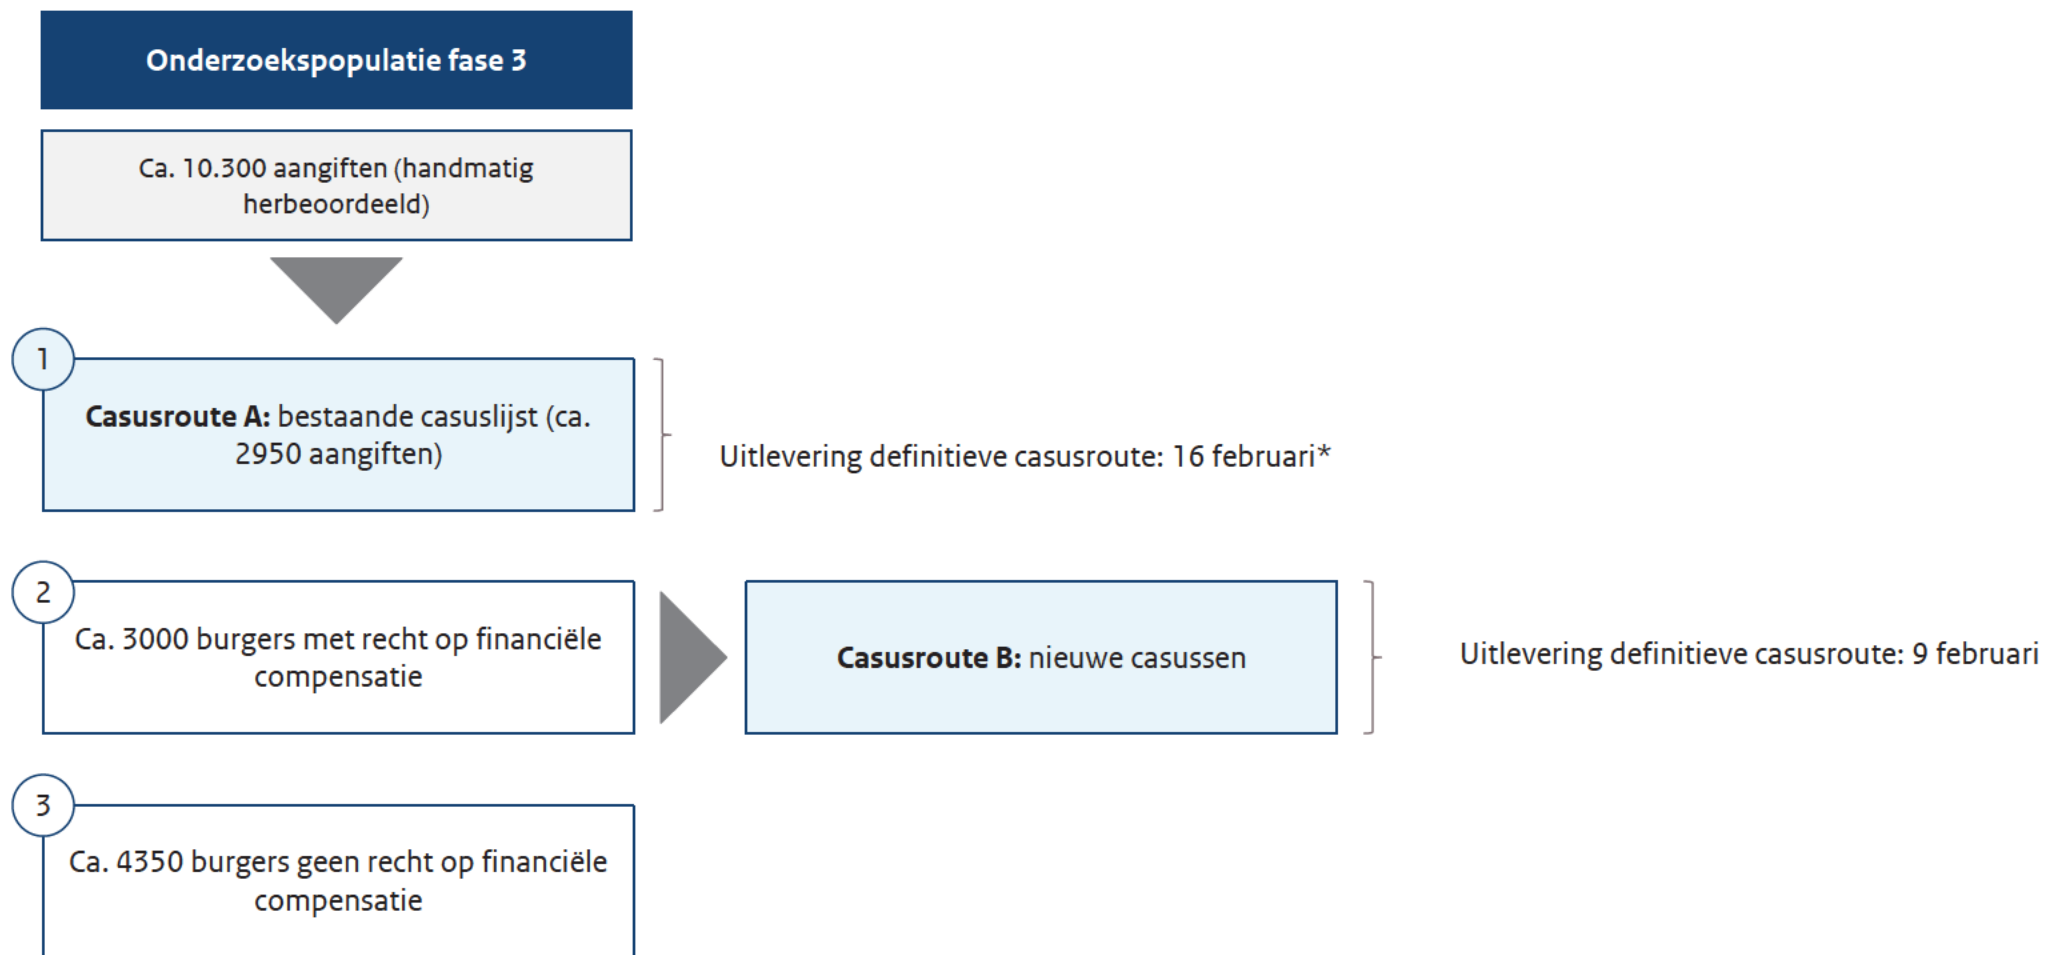 Onderzoekspopulatie fase 3
Ca. 10.300 aangiften (handmatig
herbeoordeeld)
1
Casusroute A: bestaande casuslijst (ca.
2950 aangiften)
Uitlevering definitieve casusroute: 16 februari*
2
Ca. 3000 burgers met recht op financiële
compensatie
Casusroute B: nieuwe casussen
Uitlevering definitieve casusroute: 9 februari
3
Ca. 4350 burgers geen recht op financiële
compensatie